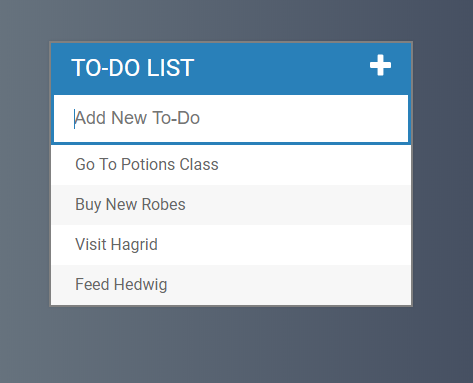 TO-DO LIST
Add New To-Do
Go To Potions Class
Buy New Robes
Visit Hagrid
Feed Hedwig